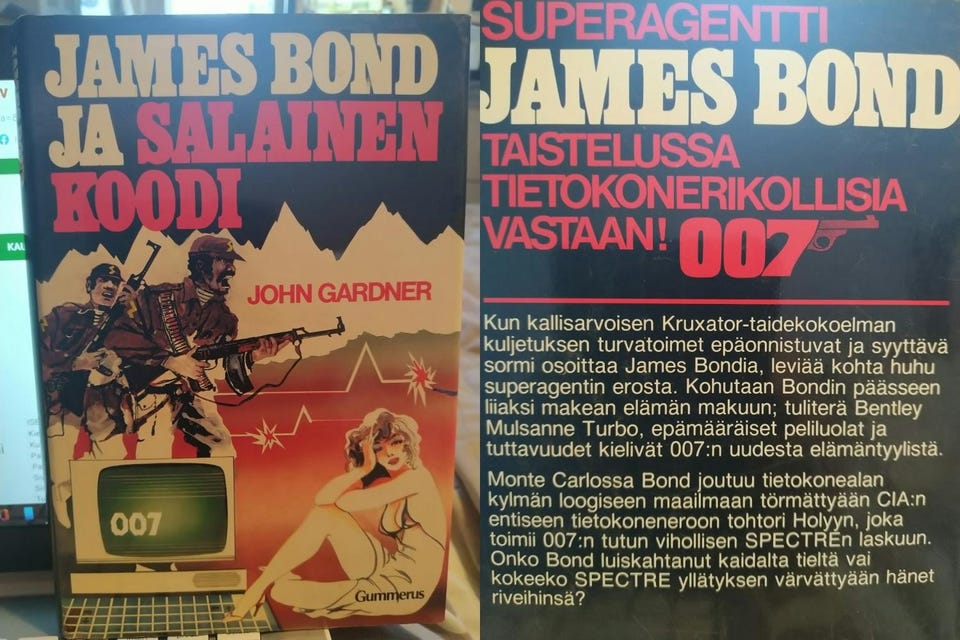 JAMES BOND
JA SALAINEN
KOODI
JOHN GARDNER
007
Gummerus
KAU
SUPERAGENTTI
JAMES BOND
TAISTELUSSA
TIETOKONERIKOLLISIA
VASTAAN! 007
Kun kallisarvoisen Kruxator-taidekokoelman
kuljetuksen turvatoimet epäonnistuvat ja syyttävä
sormi osoittaa James Bondia, leviää kohta huhu
superagentin erosta. Kohutaan Bondin päässeen
liiaksi makean elämän makuun; tuliterä Bentley
Mulsanne Turbo, epämääräiset peliluolat ja
tuttavuudet kielivät 007:n uudesta elämäntyylistä.
Monte Carlossa Bond joutuu tietokonealan
kylmän loogiseen maailmaan törmättyään CIA:n
entiseen tietokoneneroon tohtori Holyyn, joka
toimii 007:n tutun vihollisen SPECTREn laskuun.
Onko Bond luiskahtanut kaidalta tieltä vai
kokeeko SPECTRE yllätyksen värvättyään hänet
riveihinsä?